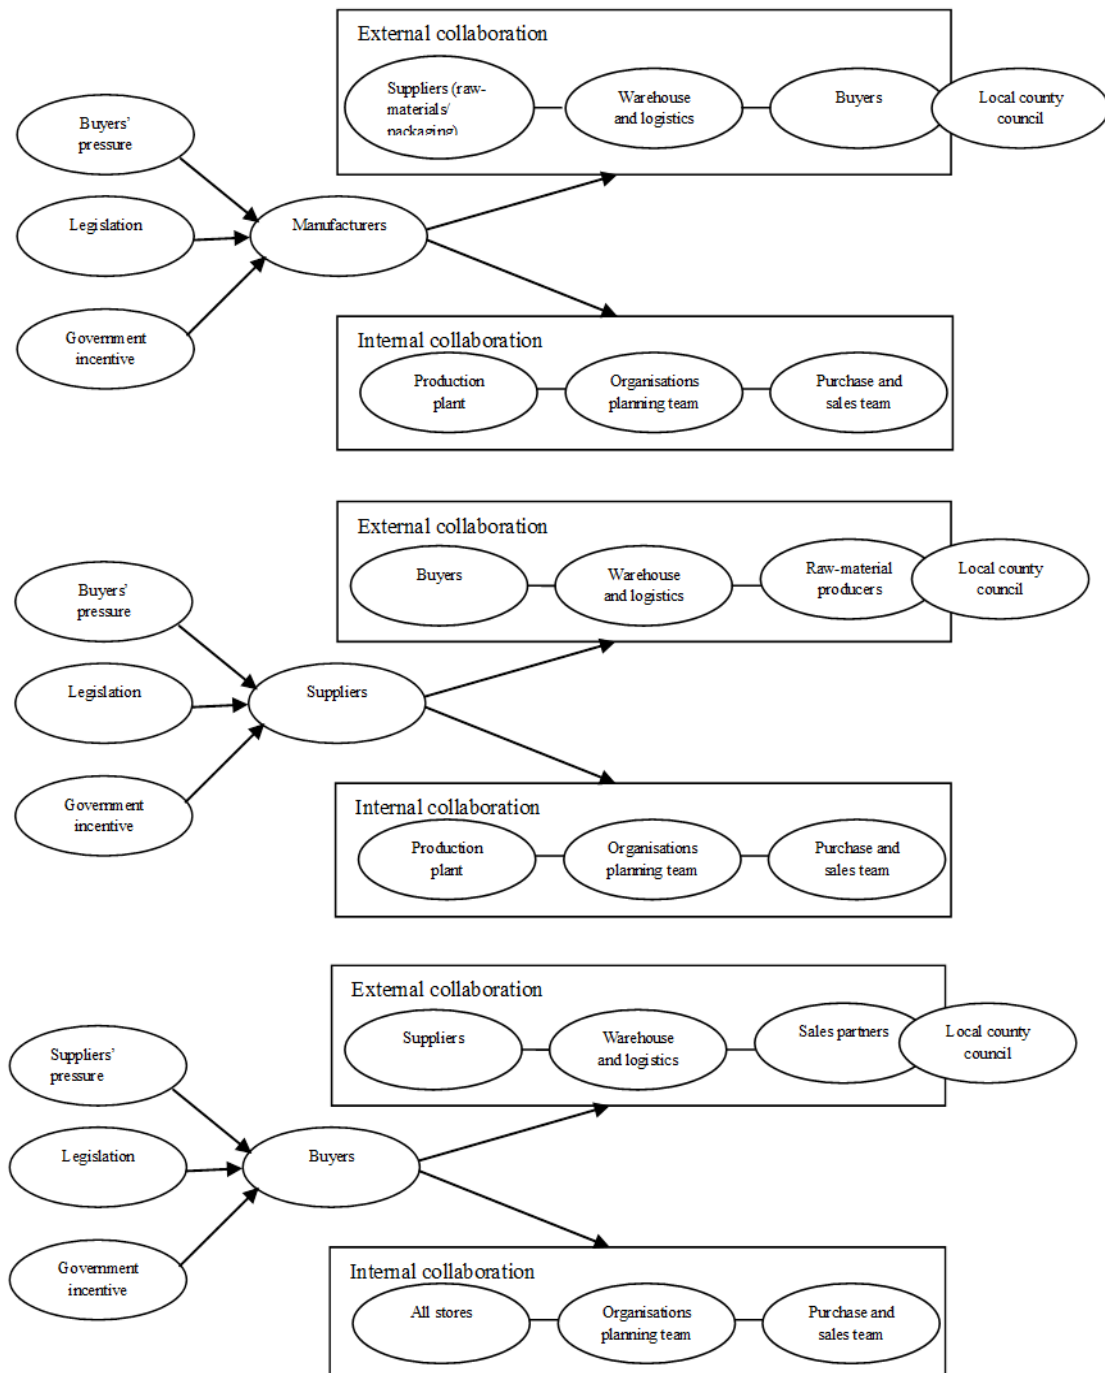 External collaboration
Suppliers (raw-
materials/
packaging)
Warehouse
and logistics
Buyers
Local county
council
Buyers’
pressure
Legislation
Manufacturers
Government
incentive
Internal collaboration
Production
plant
Organisations
planning team
Purchase and
sales team
External collaboration
Buyers
Warehouse
and logistics
Raw-material
producers
Local county
council
Buyers’
pressure
Legislation
Suppliers
Government
incentive
Internal collaboration
Production
plant
Organisations
planning team
Purchase and
sales team
External collaboration
Suppliers
Warehouse
and logistics
Sales partners
Local county
council
Suppliers’
pressure
Legislation
Buyers
Government
incentive
Internal collaboration
All stores
Organisations
planning team
Purchase and
sales team